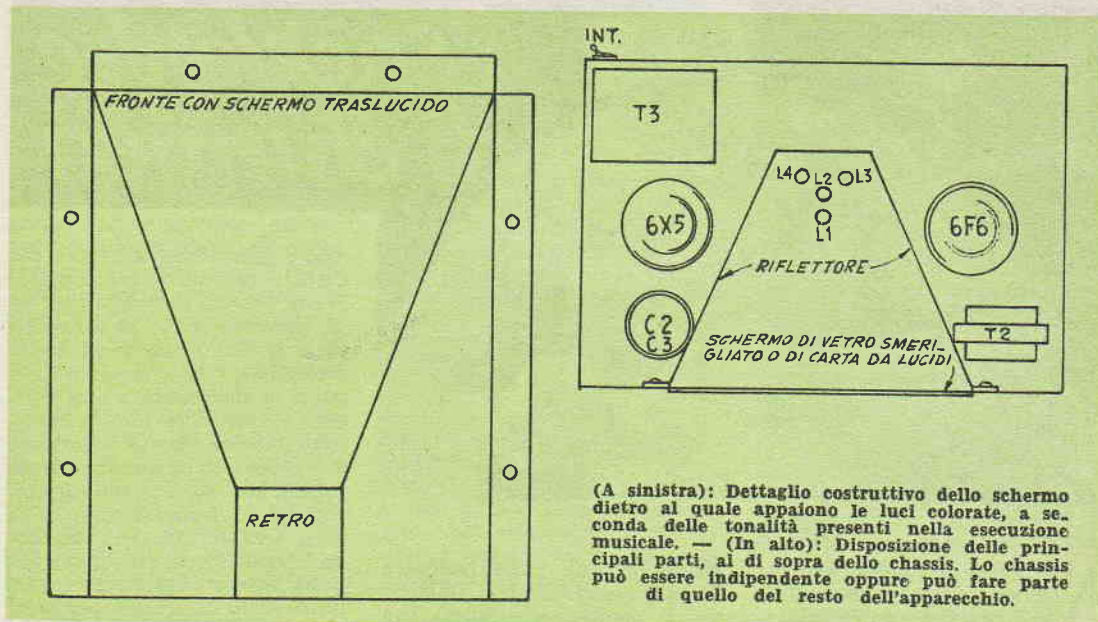 FRONTE CON SCHERMO TRASLUCIDO
RETRO
INT.
T3
L4 L2 L3
L1
6X5
6F6
RIFLETTORE
C2
C3
T2
SCHERMO DI VETRO SMERI_
GLIATO O DI CARTA DA LUCIDI
(A sinistra): Dettaglio costruttivo dello schermo
dietro al quale appaiono le luci colorate, a se_
conda delle tonalità presenti nella esecuzione
musicale. — (In alto): Disposizione delle prin-
cipali parti, al di sopra dello chassis. Lo chassis
può essere indipendente oppure può fare parte
di quello del resto dell'apparecchio.